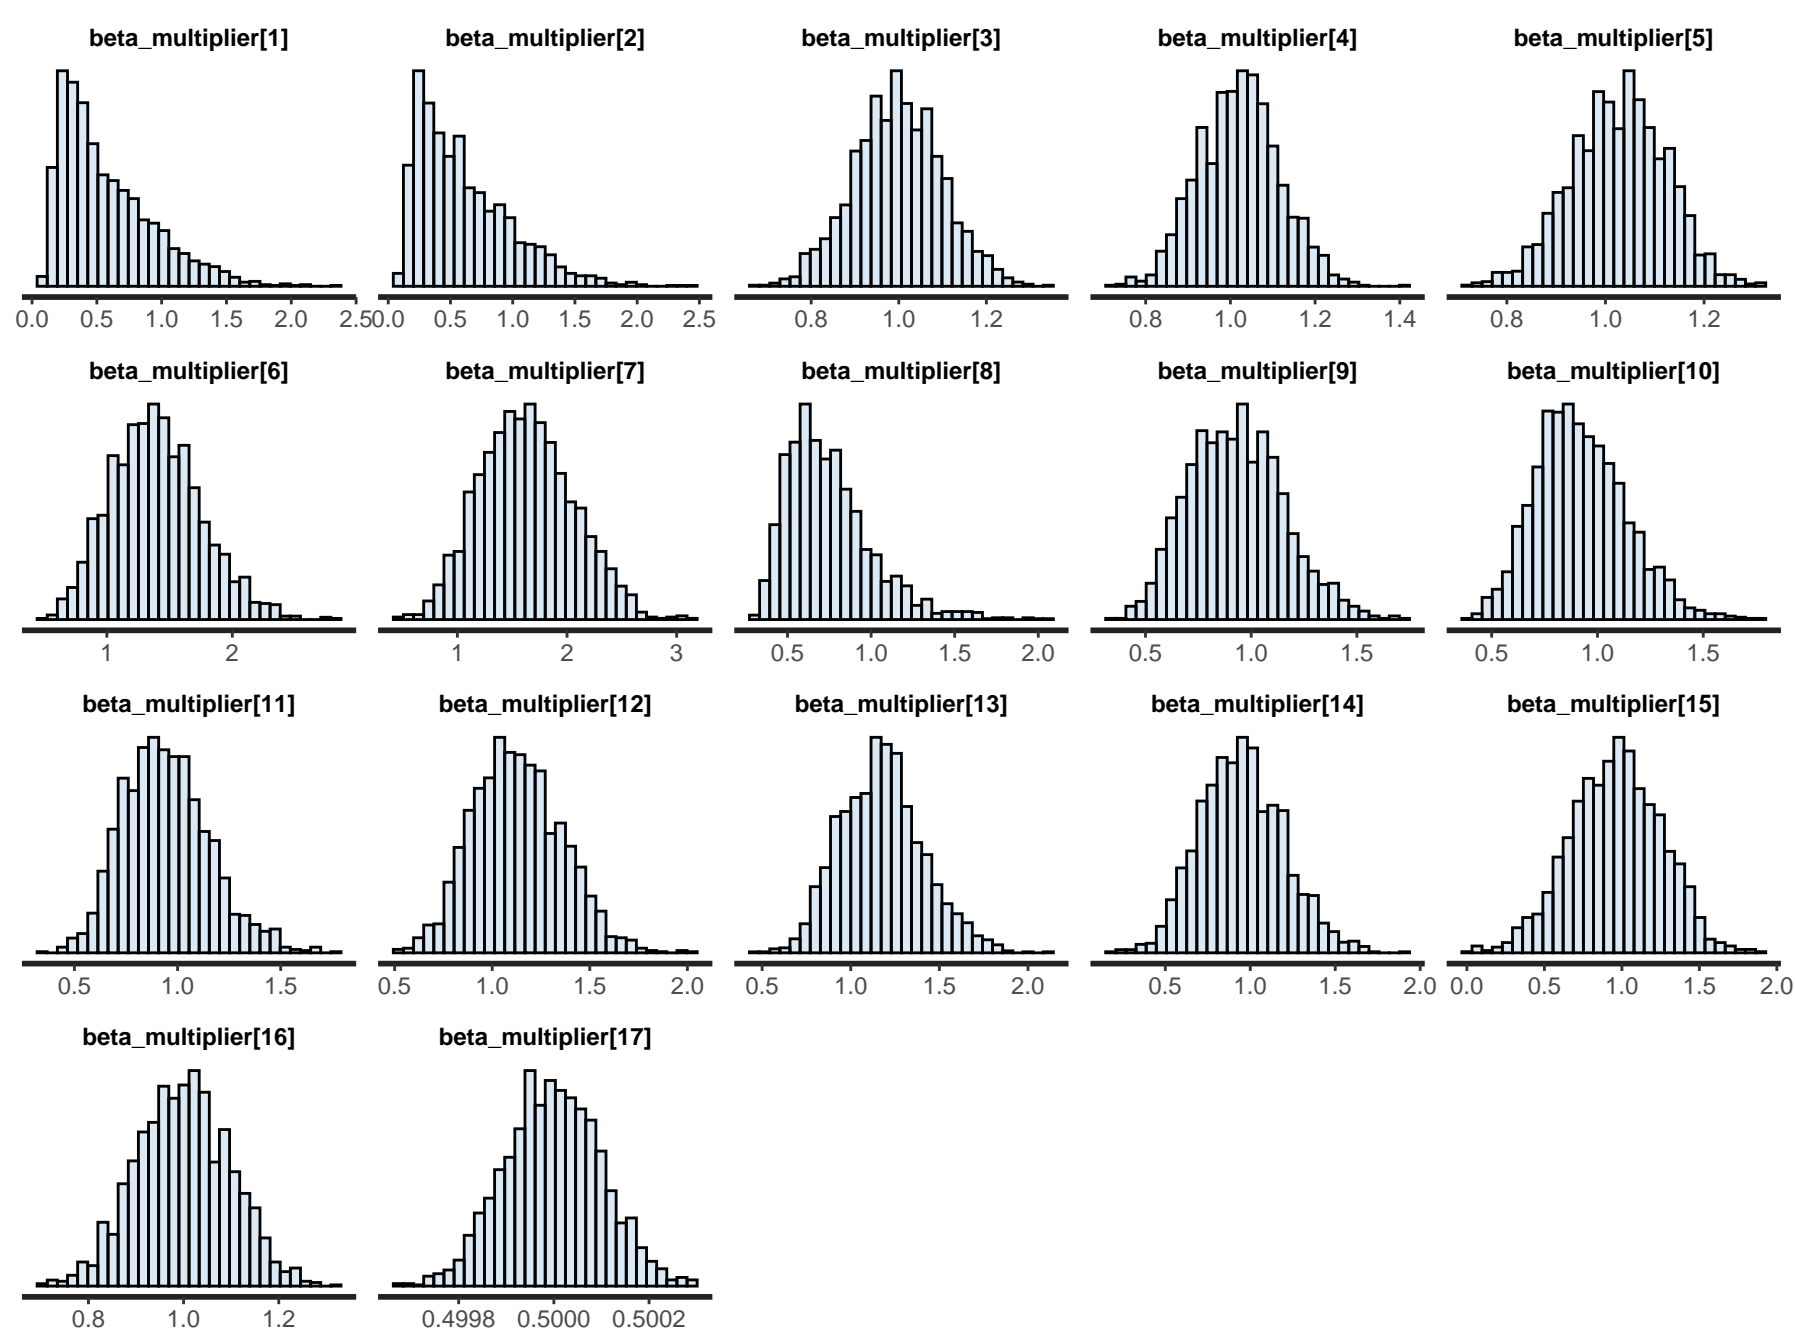 beta_multiplier[1] beta_multiplier[2] beta_multiplier[3] beta_multiplier[4] beta_multiplier[5]
0.0 0.5 1.0 1.5 2.0 2.5 0.0 0.5 1.0 1.5 2.0 2.5 0.8 1.0 1.2 0.8 1.0 1.2 1.4 0.8 1.0 1.2
beta_multiplier[6] beta_multiplier[7] beta_multiplier[8] beta_multiplier[9] beta_multiplier[10]
1 2 1 2 3 0.5 1.0 1.5 2.0 0.5 1.0 1.5 0.5 1.0 1.5
beta_multiplier[11] beta_multiplier[12] beta_multiplier[13] beta_multiplier[14] beta_multiplier[15]
0.5 1.0 1.5 0.5 1.0 1.5 2.0 0.5 1.0 1.5 2.0 0.5 1.0 1.5 2.0 0.0 0.5 1.0 1.5 2.0
beta_multiplier[16] beta_multiplier[17]
0.8 1.0 1.2 0.4998 0.5000 0.5002